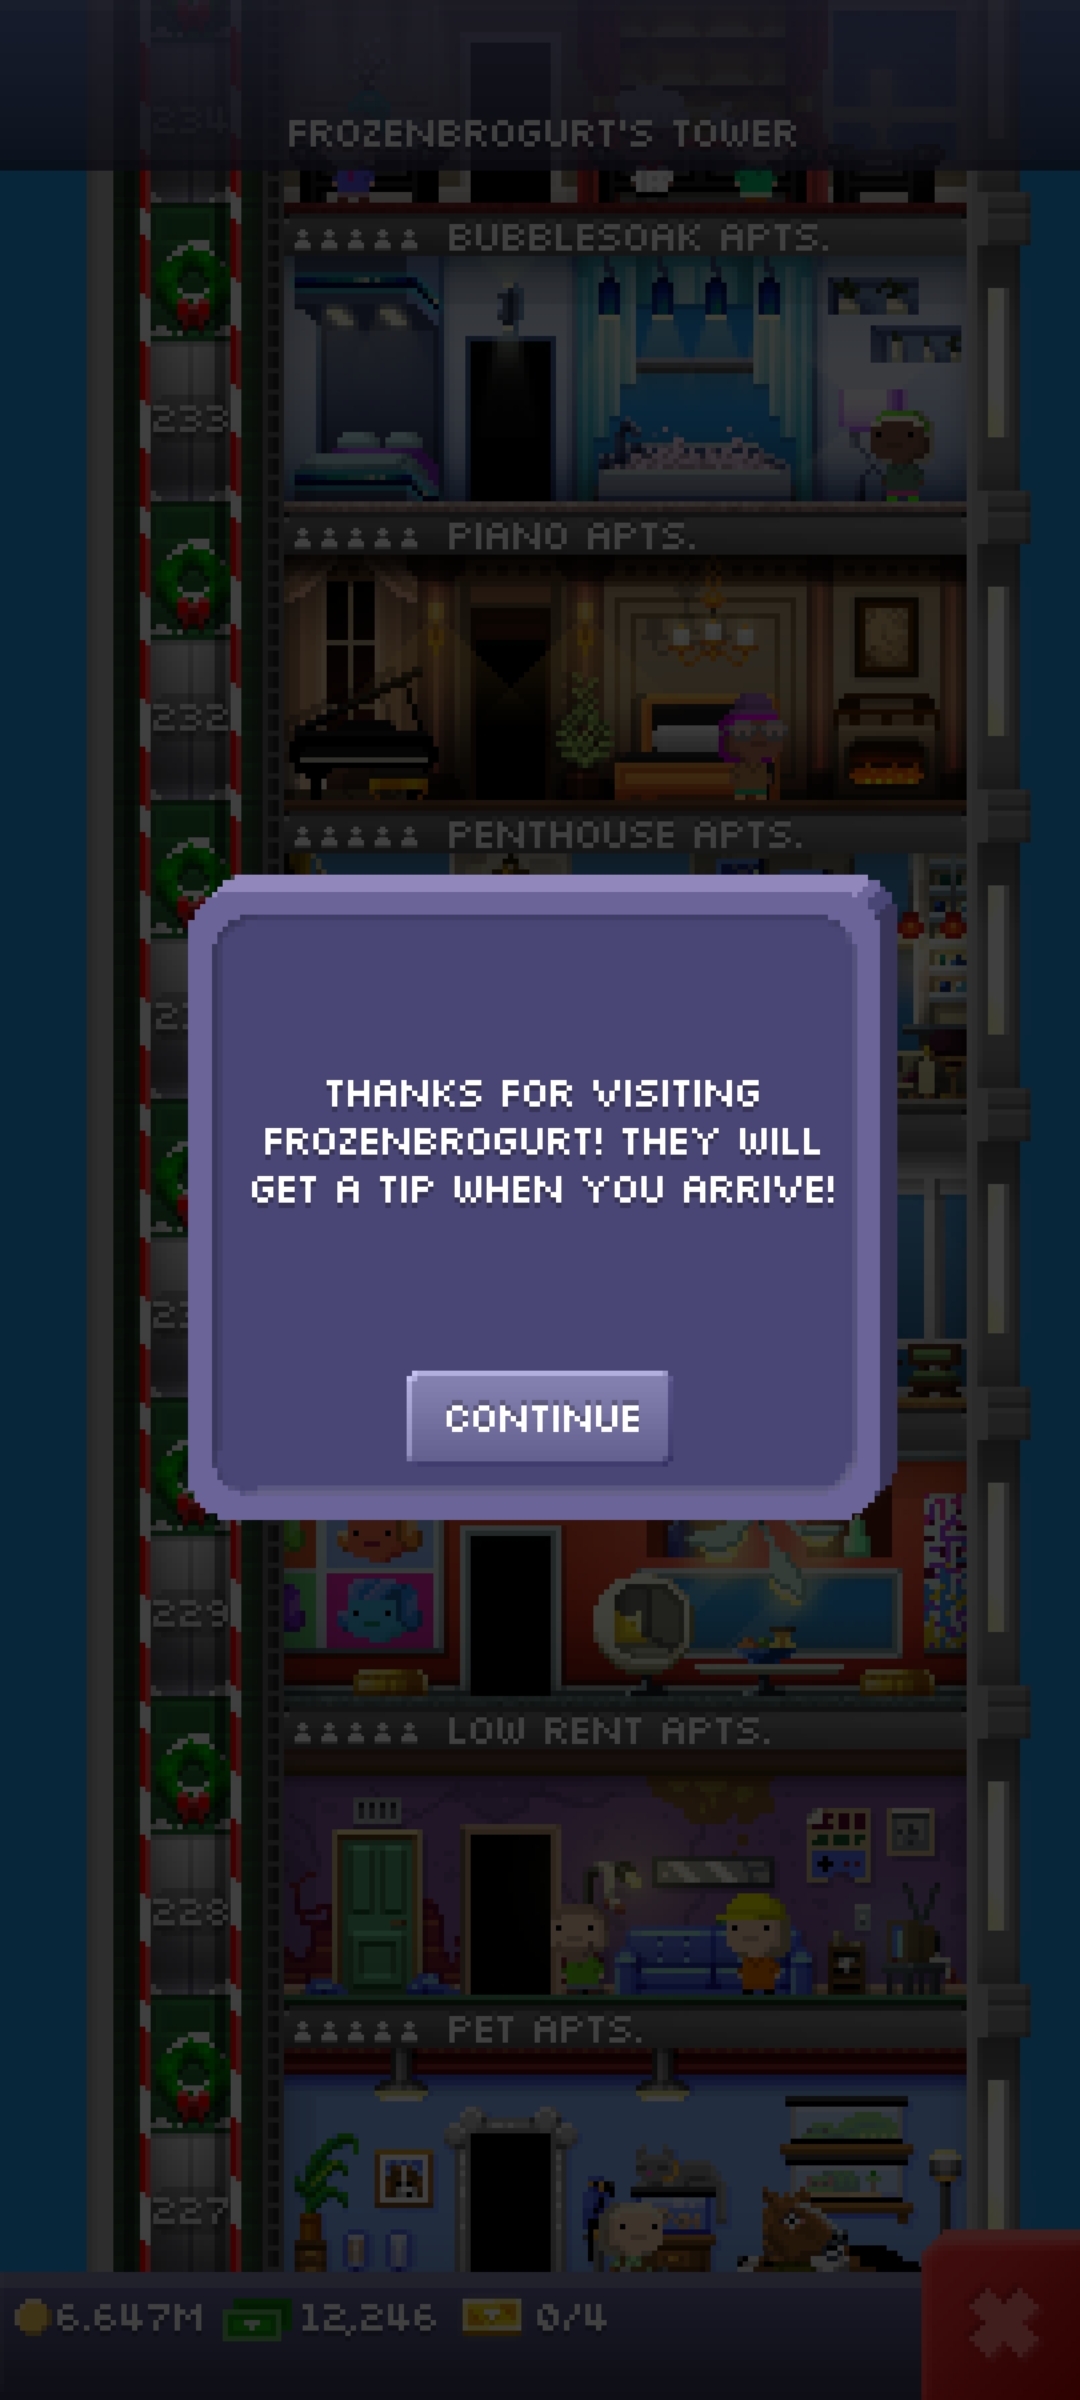 234
FROZENBROGURT'S TOWER
BUBBLESOAK APTS.
233
PIANO APTS.
232
PENTHOUSE APTS.
THANKS FOR VISITING
FROZENBROGURT! THEY WILL
GET A TIP WHEN YOU ARRIVE!
CONTINUE
229
LOW RENT APTS.
228
PET APTS.
227
6.647M 12,246 0/4